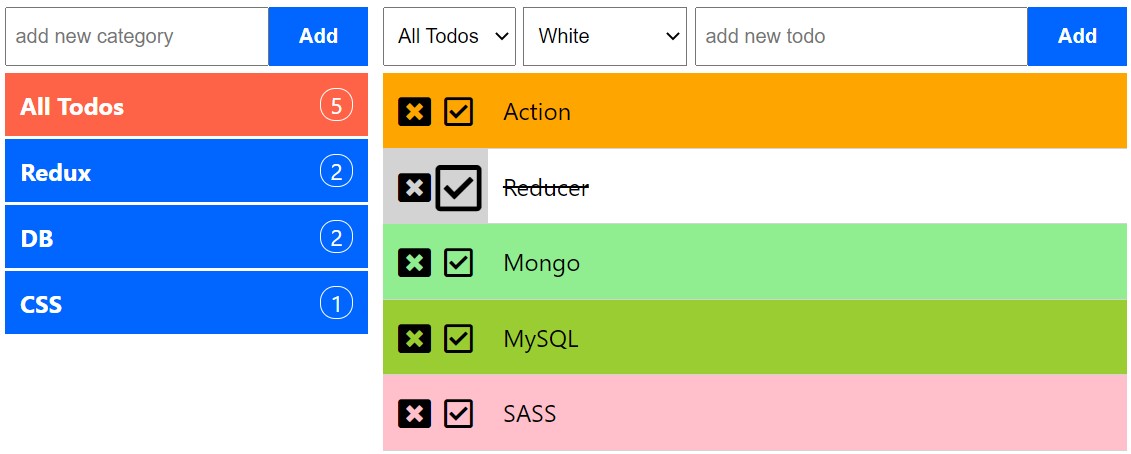 add new category Add
All Todos 5
Redux 2
DB 2
CSS 1
All Todos White add new todo Add
Action
Reducer
Mongo
MySQL
SASS